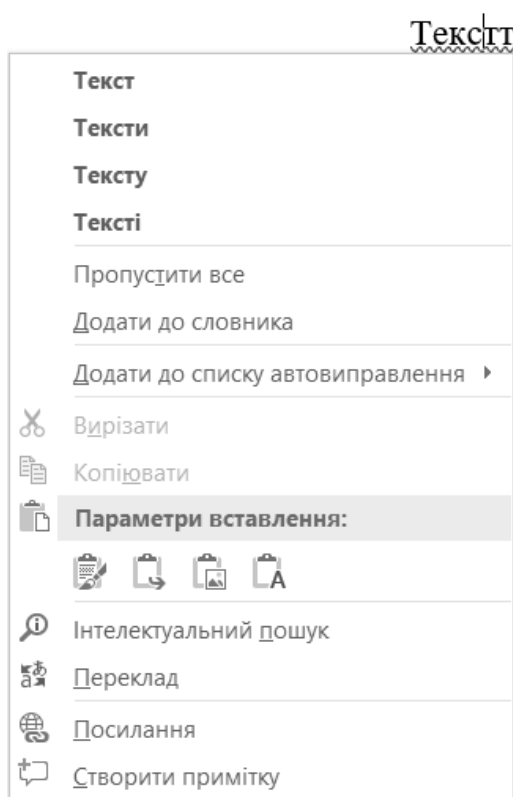 Текстт
Текст
Тексти
Тексту
Тексті
Пропустити все
Додати до словника
Додати до списку автовиправлення
Вирізати
Копіювати
Параметри вставлення:
Інтелектуальний пошук
Переклад
Посилання
Створити примітку